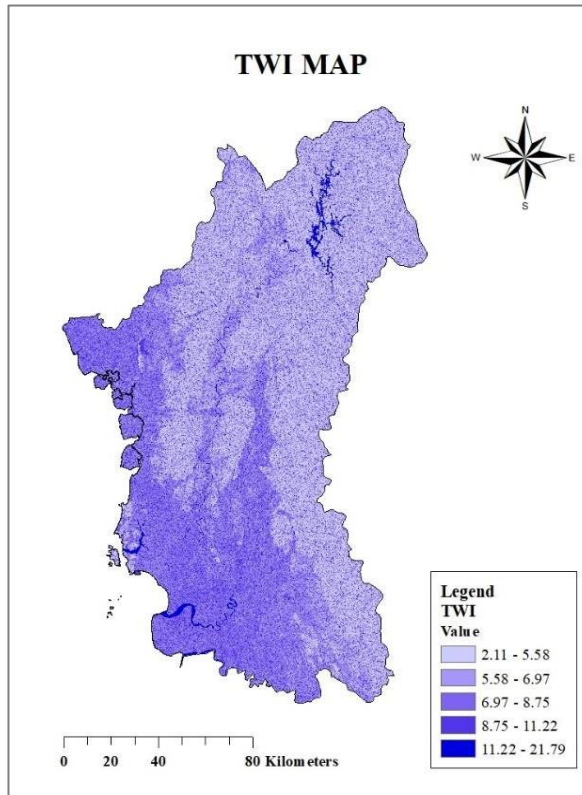 TWI MAP
N
W E
S
Legend
TWI
Value
2.11 - 5.58
5.58 - 6.97
6.97 - 8.75
8.75 - 11.22
11.22 - 21.79
0 20 40 80 Kilometers